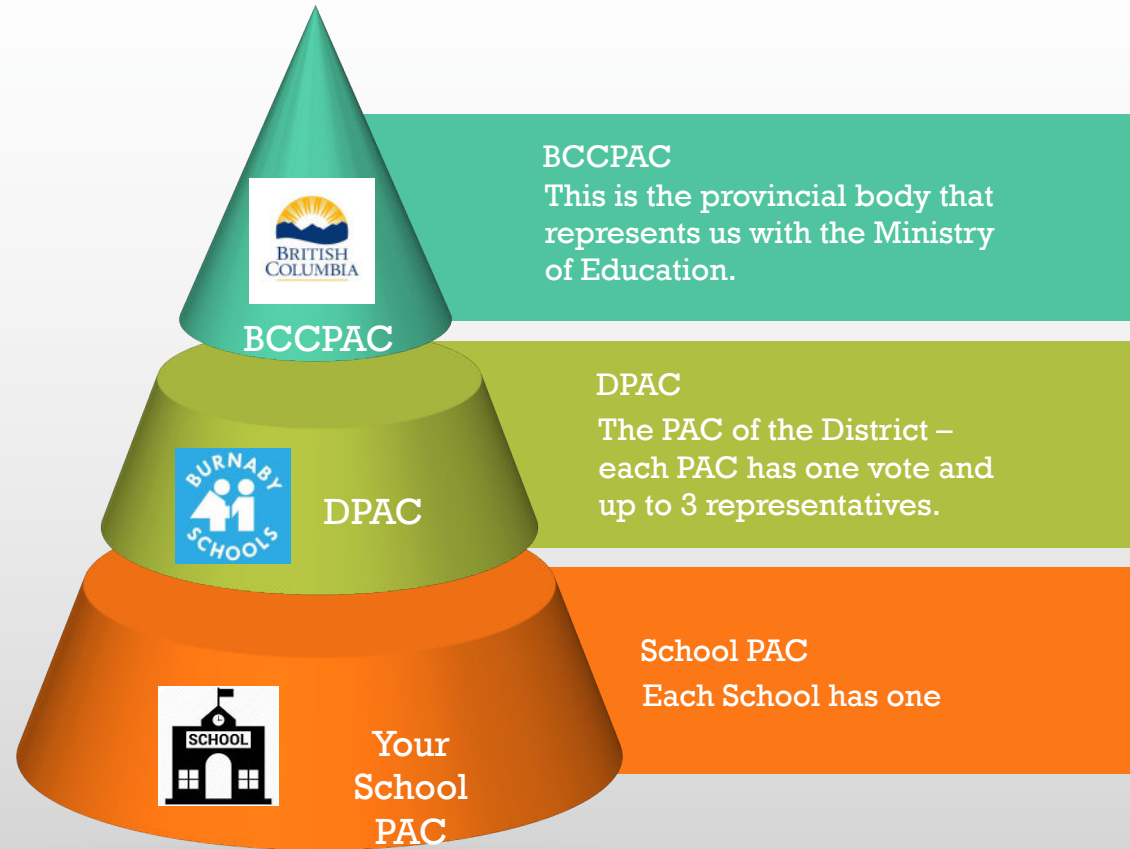 BRITISH
COLUMBIA
BCCPAC
BCCPAC
This is the provincial body that
represents us with the Ministry
of Education.
BURNABY
41
SCHOOLS
DPAC
DPAC
The PAC of the District –
each PAC has one vote and
up to 3 representatives.
SCHOOL
Your
School
PAC
School PAC
Each School has one